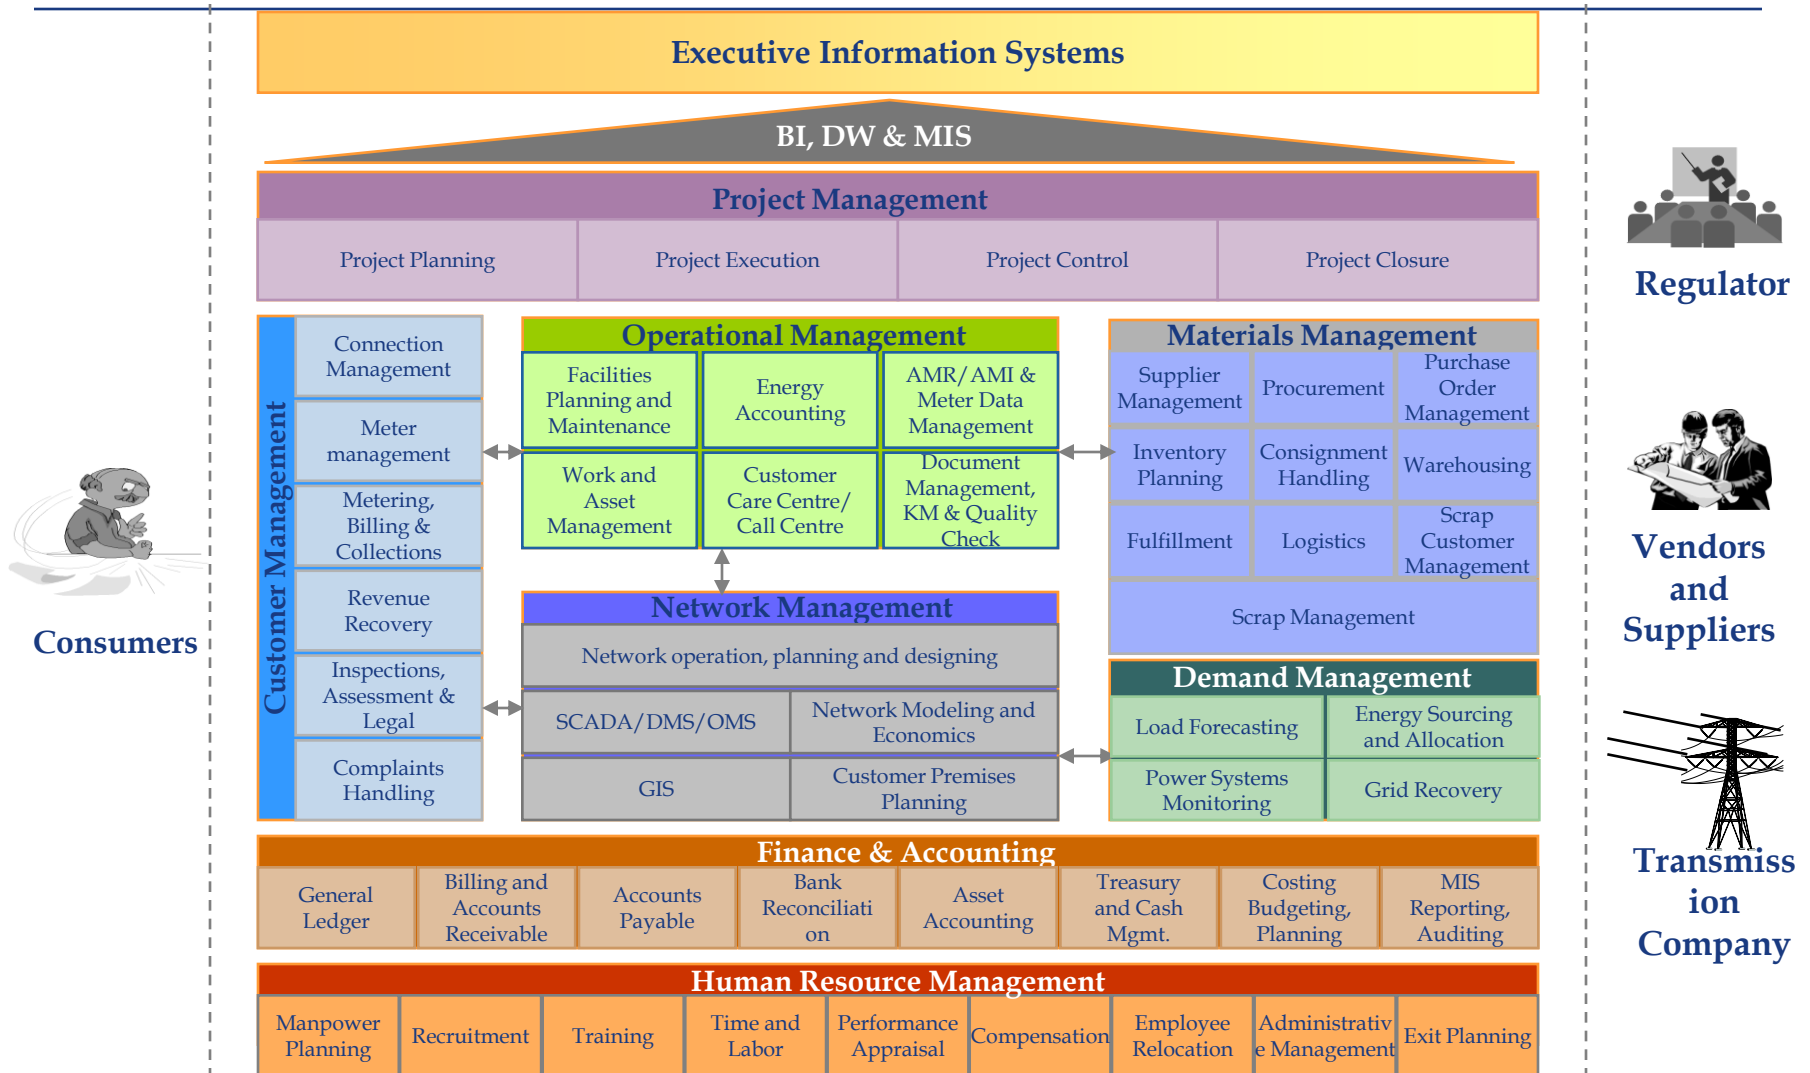 Executive Information Systems
BI, DW & MIS
Project Management
Project Planning
Project Execution
Project Control
Project Closure
Regulator
Customer Management
Connection
Management
Meter
management
Metering,
Billing &
Collections
Revenue
Recovery
Inspections,
Assessment &
Legal
Complaints
Handling
Consumers
Operational Management
Facilities
Planning and
Maintenance
Energy
Accounting
AMR/AMI &
Meter Data
Management
Work and
Asset
Management
Customer
Care Centre/
Call Centre
Document
Management,
KM & Quality
Check
Network Management
Network operation, planning and designing
SCADA/DMS/OMS
Network Modeling and
Economics
GIS
Customer Premises
Planning
Materials Management
Supplier
Management
Procurement
Purchase
Order
Management
Inventory
Planning
Consignment
Handling
Warehousing
Fulfillment
Logistics
Scrap
Customer
Management
Scrap Management
Demand Management
Load Forecasting
Energy Sourcing
and Allocation
Power Systems
Monitoring
Grid Recovery
Vendors
and
Suppliers
Transmiss
ion
Company
Finance & Accounting
General
Ledger
Billing and
Accounts
Receivable
Accounts
Payable
Bank
Reconciliati
on
Asset
Accounting
Treasury
and Cash
Mgmt.
Costing
Budgeting,
Planning
MIS
Reporting,
Auditing
Human Resource Management
Manpower
Planning
Recruitment
Training
Time and
Labor
Performance
Appraisal
Compensation
Employee
Relocation
Administrativ
e Management
Exit Planning